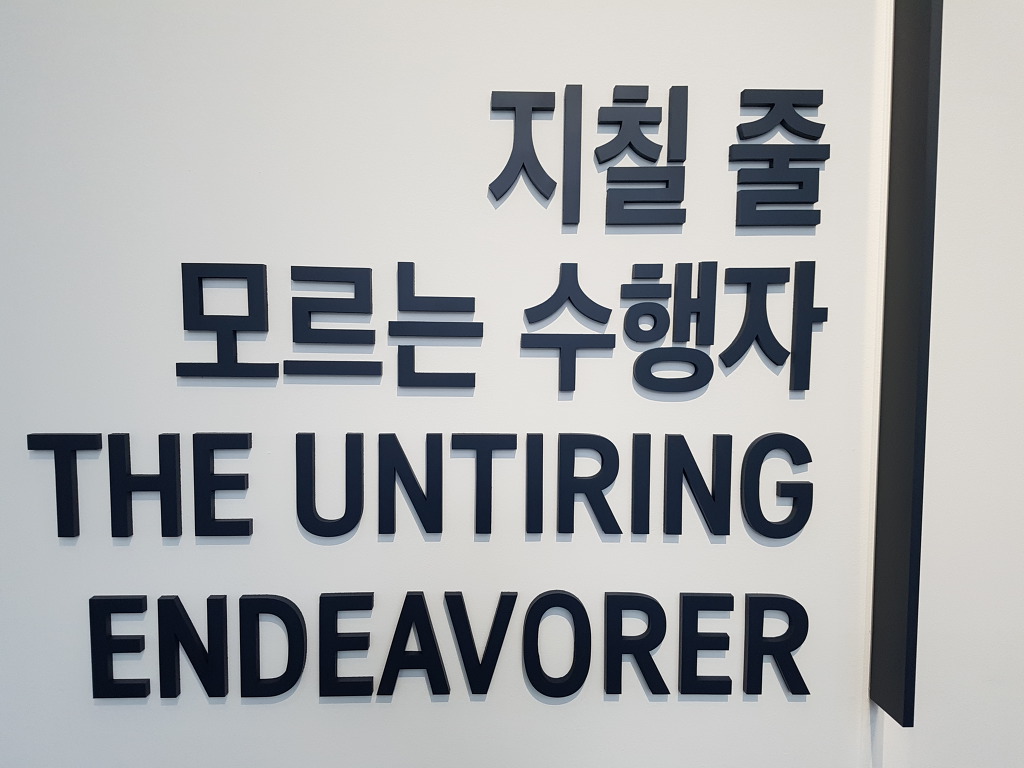 지칠 줄
모르는 수행자
THE UNTIRING
ENDEAVORER